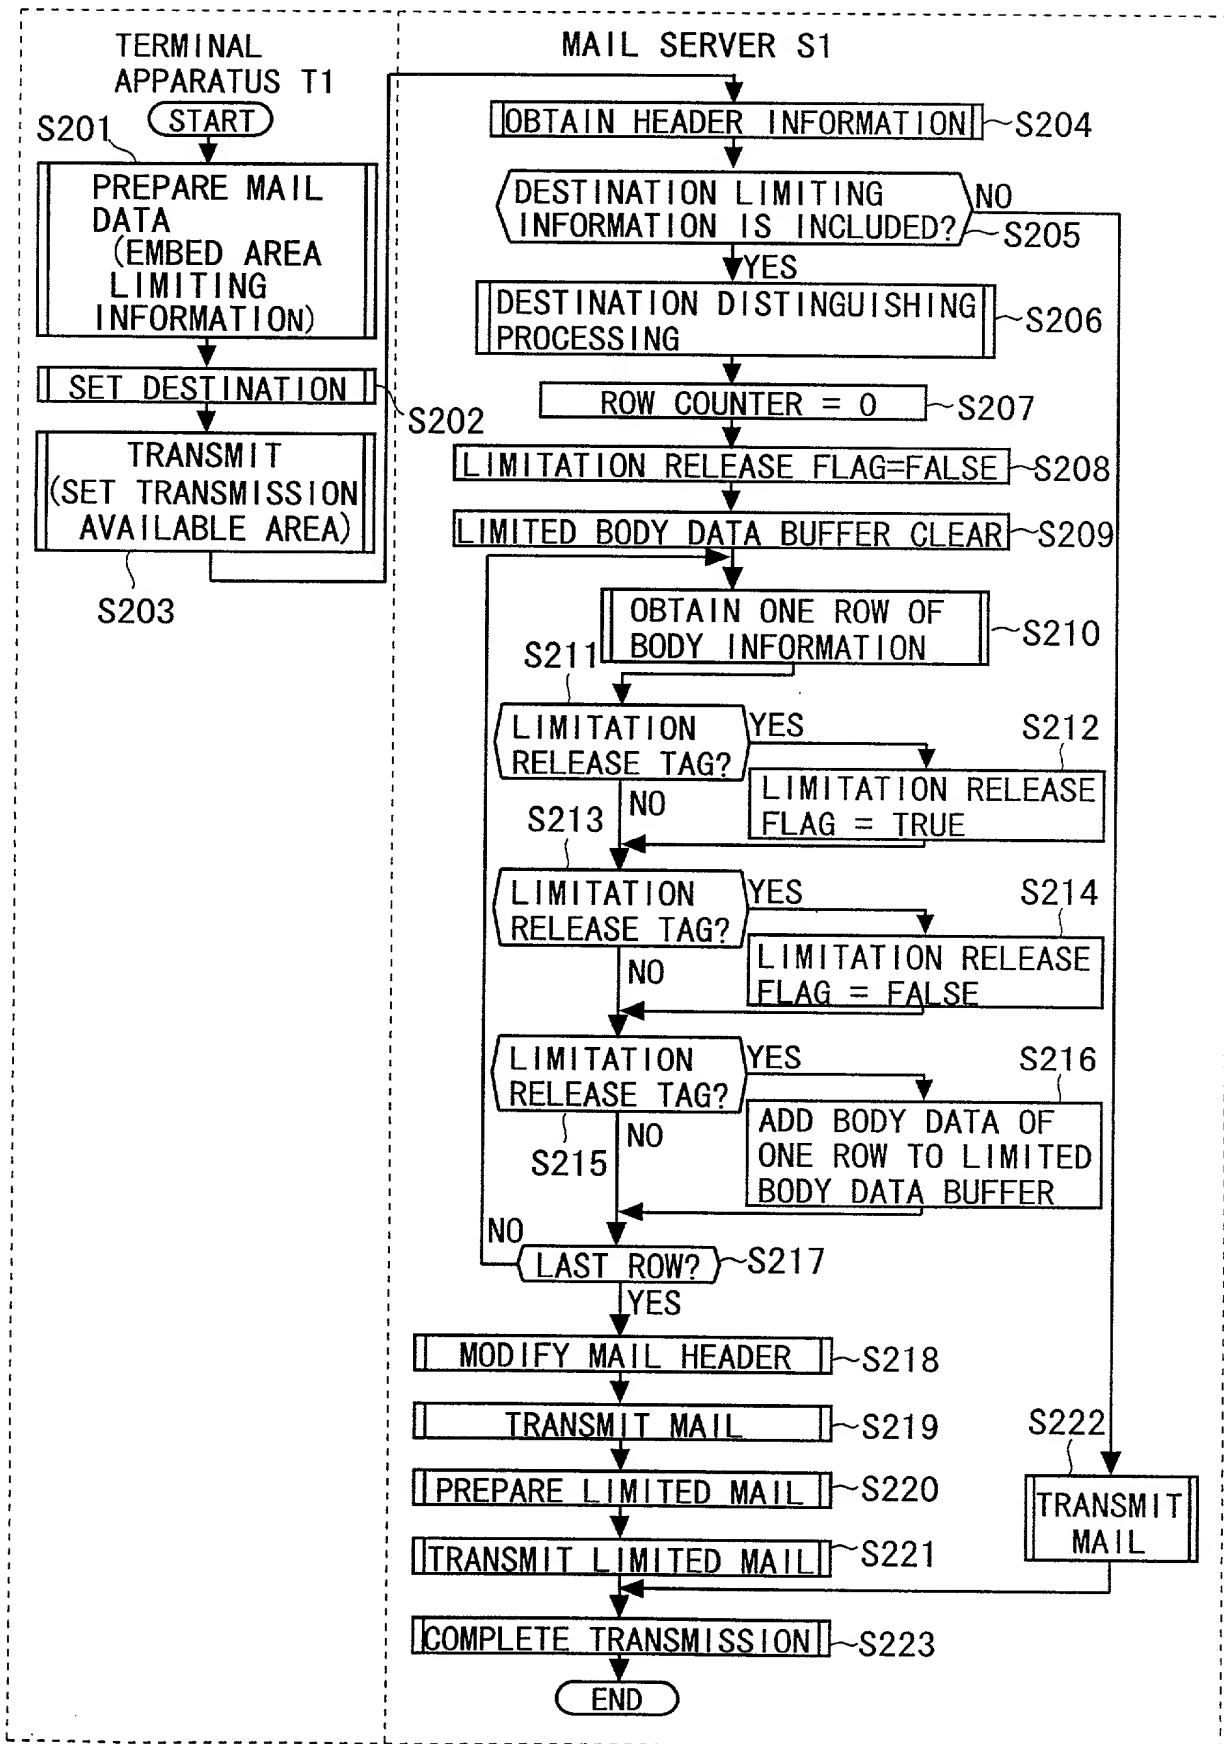 TERMINAL
APPARATUS T1
START
S201
PREPARE MAIL
DATA
(EMBED AREA
LIMITING
INFORMATION)
SET DESTINATION
S202
TRANSMIT
(SET TRANSMISSION
AVAILABLE AREA)
S203
MAIL SERVER S1
OBTAIN HEADER INFORMATION
S204
DESTINATION LIMITING
INFORMATION IS INCLUDED?
NO
S205
YES
DESTINATION DISTINGUISHING
PROCESSING
S206
ROW COUNTER = 0
S207
LIMITATION RELEASE FLAG=FALSE
S208
LIMITED BODY DATA BUFFER CLEAR
S209
OBTAIN ONE ROW OF
BODY INFORMATION
S210
S211
LIMITATION
RELEASE TAG?
YES
S212
LIMITATION RELEASE
FLAG = TRUE
NO
S213
LIMITATION
RELEASE TAG?
YES
S214
LIMITATION RELEASE
FLAG = FALSE
NO
LIMITATION
RELEASE TAG?
YES
S216
ADD BODY DATA OF
ONE ROW TO LIMITED
BODY DATA BUFFER
NO
S215
NO
LAST ROW?
S217
YES
MODIFY MAIL HEADER
S218
TRANSMIT MAIL
S219
PREPARE LIMITED MAIL
S220
TRANSMIT LIMITED MAIL
S221
S222
TRANSMIT
MAIL
COMPLETE TRANSMISSION
S223
END